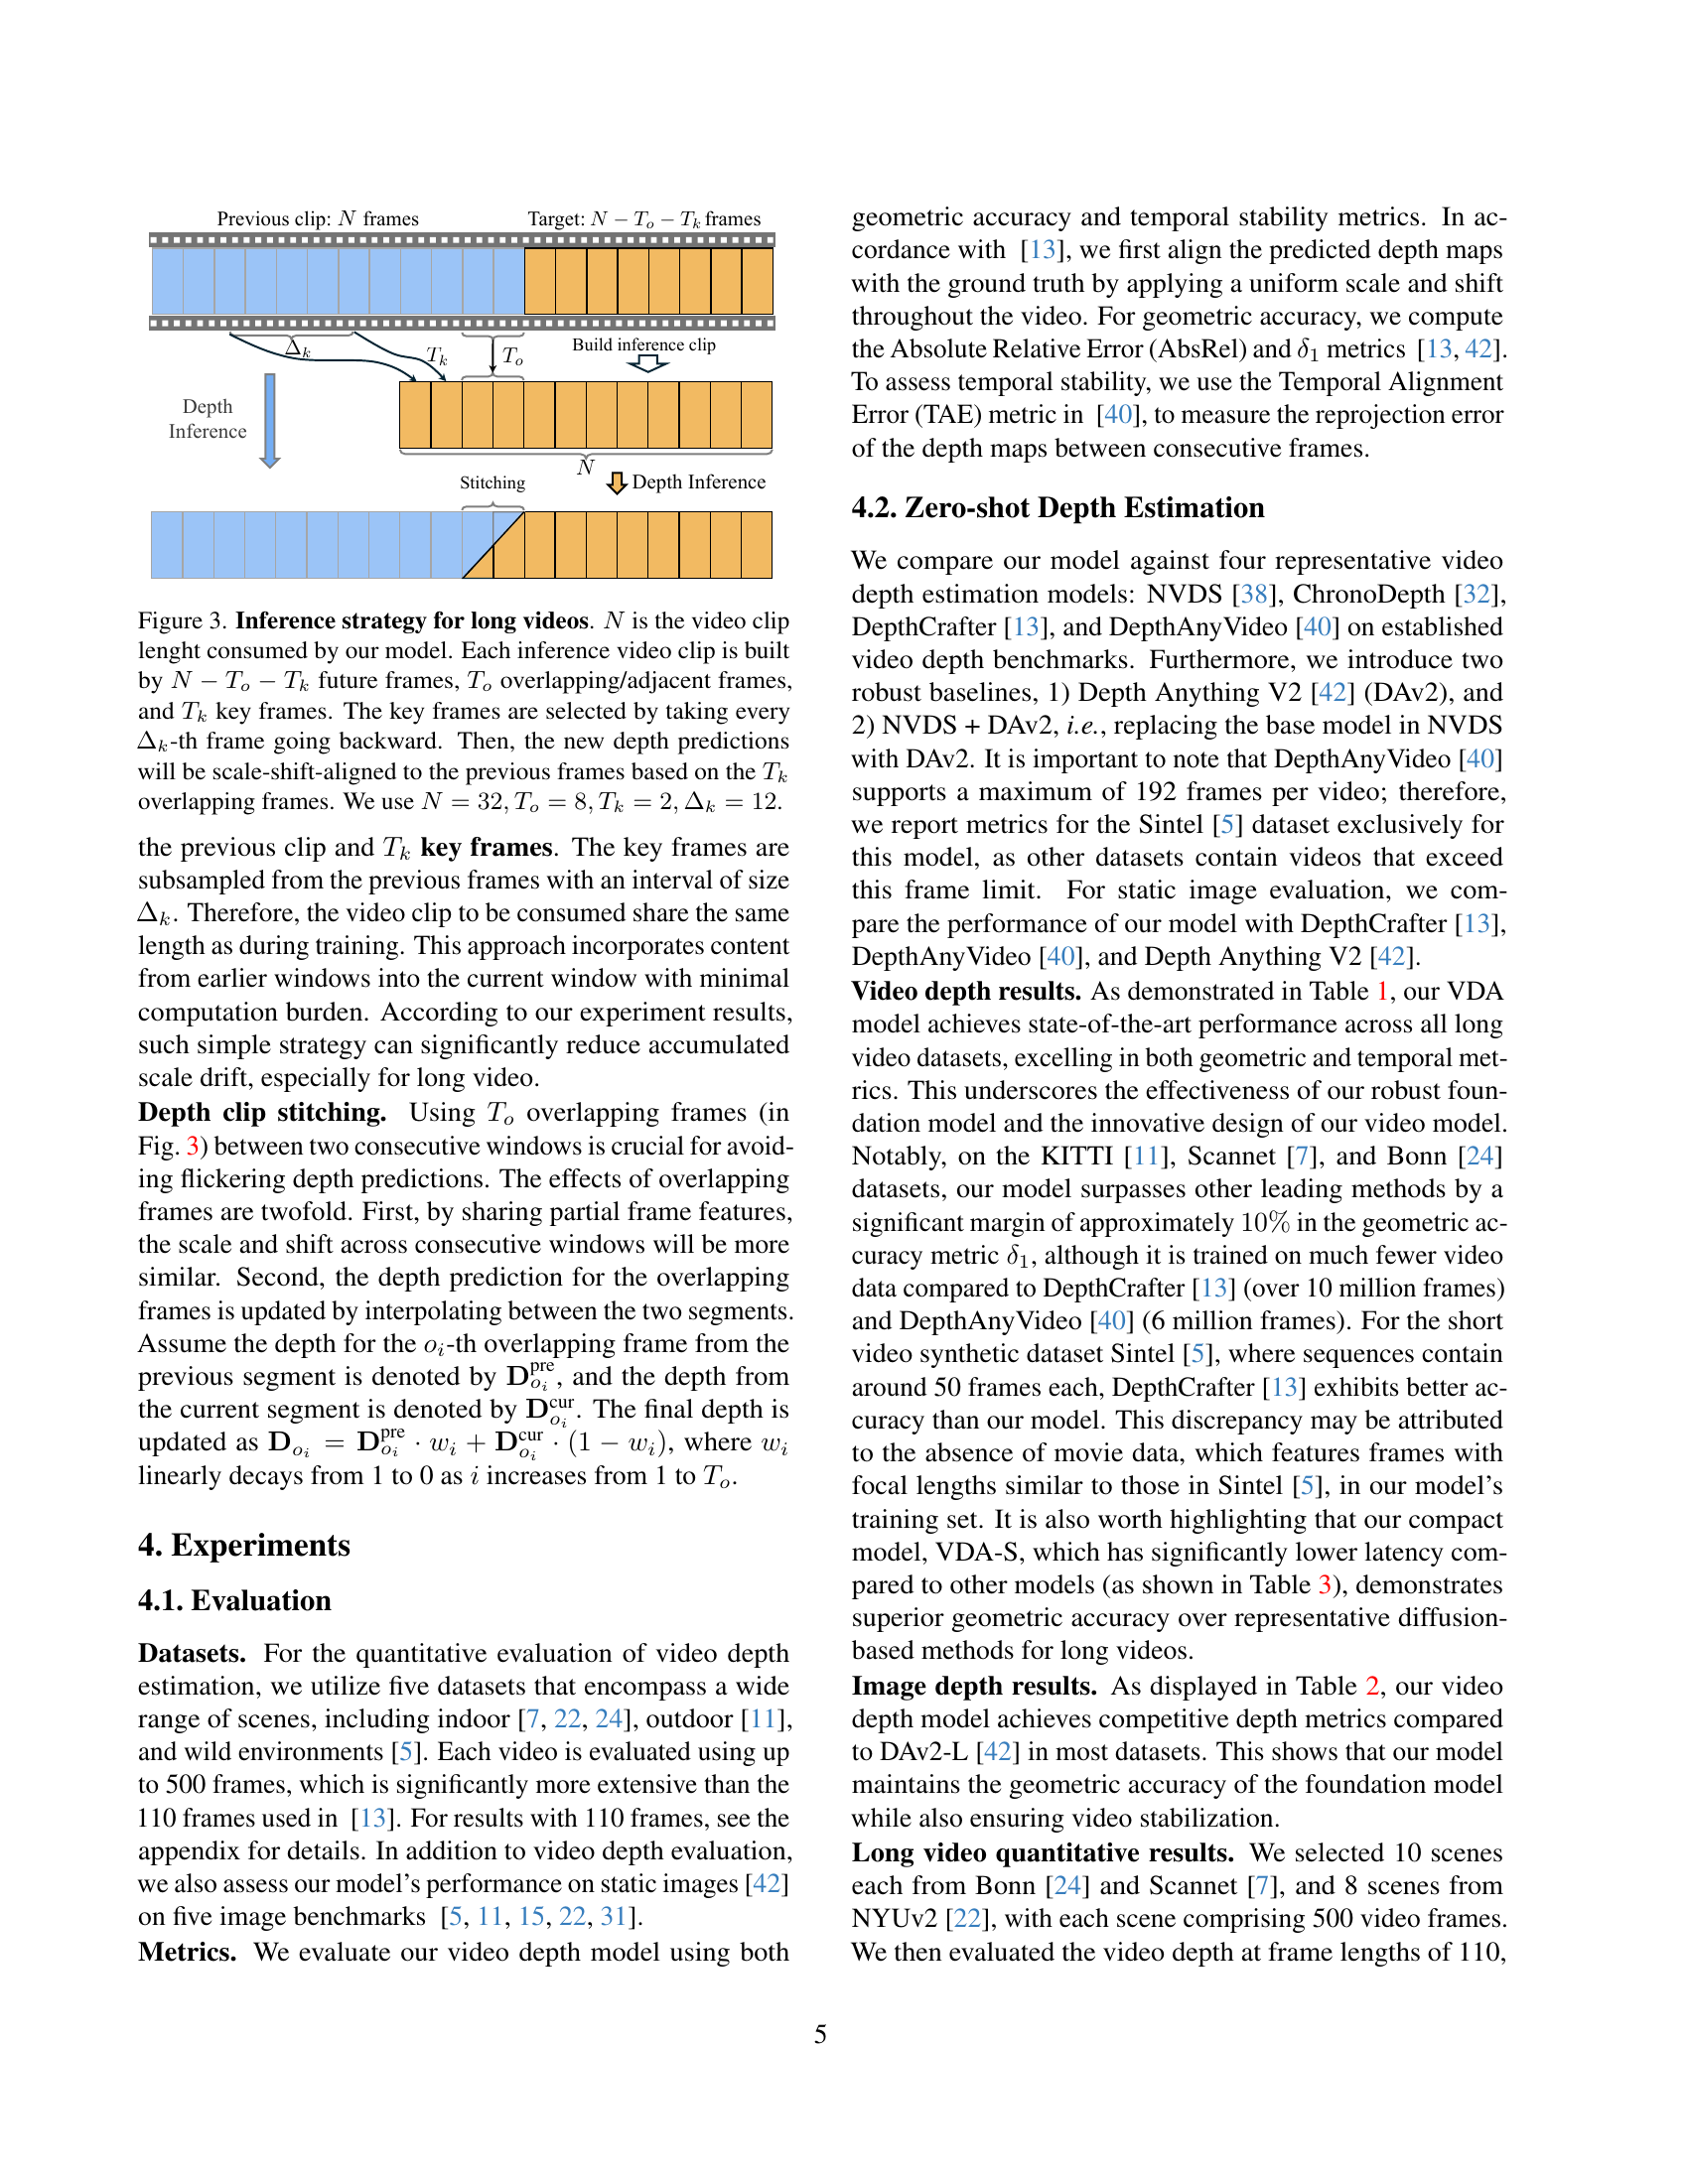 Previous clip: N frames
Target: N − T_o − T_k frames
Δ_k
T_k
T_o
Build inference clip
Depth
Inference
N
Stitching
Depth Inference
Figure 3. Inference strategy for long videos. N is the video clip
lenght consumed by our model. Each inference video clip is built
by N − T_o − T_k future frames, T_o overlapping/adjacent frames,
and T_k key frames. The key frames are selected by taking every
Δ_k-th frame going backward. Then, the new depth predictions
will be scale-shift-aligned to the previous frames based on the T_k
overlapping frames. We use N = 32, T_o = 8, T_k = 2, Δ_k = 12.
the previous clip and T_k key frames. The key frames are
subsampled from the previous frames with an interval of size
Δ_k. Therefore, the video clip to be consumed share the same
length as during training. This approach incorporates content
from earlier windows into the current window with minimal
computation burden. According to our experiment results,
such simple strategy can significantly reduce accumulated
scale drift, especially for long video.
Depth clip stitching. Using T_o overlapping frames (in
Fig. 3) between two consecutive windows is crucial for avoid-
ing flickering depth predictions. The effects of overlapping
frames are twofold. First, by sharing partial frame features,
the scale and shift across consecutive windows will be more
similar. Second, the depth prediction for the overlapping
frames is updated by interpolating between the two segments.
Assume the depth for the o_i-th overlapping frame from the
previous segment is denoted by D^pre_{o_i}, and the depth from
the current segment is denoted by D^cur_{o_i}. The final depth is
updated as D_{o_i} = D^pre_{o_i} · w_i + D^cur_{o_i} · (1 − w_i), where w_i
linearly decays from 1 to 0 as i increases from 1 to T_o.
4. Experiments
4.1. Evaluation
Datasets. For the quantitative evaluation of video depth
estimation, we utilize five datasets that encompass a wide
range of scenes, including indoor [7, 22, 24], outdoor [11],
and wild environments [5]. Each video is evaluated using up
to 500 frames, which is significantly more extensive than the
110 frames used in [13]. For results with 110 frames, see the
appendix for details. In addition to video depth evaluation,
we also assess our model's performance on static images [42]
on five image benchmarks [5, 11, 15, 22, 31].
Metrics. We evaluate our video depth model using both
geometric accuracy and temporal stability metrics. In ac-
cordance with [13], we first align the predicted depth maps
with the ground truth by applying a uniform scale and shift
throughout the video. For geometric accuracy, we compute
the Absolute Relative Error (AbsRel) and δ_1 metrics [13, 42].
To assess temporal stability, we use the Temporal Alignment
Error (TAE) metric in [40], to measure the reprojection error
of the depth maps between consecutive frames.
4.2. Zero-shot Depth Estimation
We compare our model against four representative video
depth estimation models: NVDS [38], ChronoDepth [32],
DepthCrafter [13], and DepthAnyVideo [40] on established
video depth benchmarks. Furthermore, we introduce two
robust baselines, 1) Depth Anything V2 [42] (DAv2), and
2) NVDS + DAv2, i.e., replacing the base model in NVDS
with DAv2. It is important to note that DepthAnyVideo [40]
supports a maximum of 192 frames per video; therefore,
we report metrics for the Sintel [5] dataset exclusively for
this model, as other datasets contain videos that exceed
this frame limit. For static image evaluation, we com-
pare the performance of our model with DepthCrafter [13],
DepthAnyVideo [40], and Depth Anything V2 [42].
Video depth results. As demonstrated in Table 1, our VDA
model achieves state-of-the-art performance across all long
video datasets, excelling in both geometric and temporal met-
rics. This underscores the effectiveness of our robust foun-
dation model and the innovative design of our video model.
Notably, on the KITTI [11], Scannet [7], and Bonn [24]
datasets, our model surpasses other leading methods by a
significant margin of approximately 10% in the geometric ac-
curacy metric δ_1, although it is trained on much fewer video
data compared to DepthCrafter [13] (over 10 million frames)
and DepthAnyVideo [40] (6 million frames). For the short
video synthetic dataset Sintel [5], where sequences contain
around 50 frames each, DepthCrafter [13] exhibits better ac-
curacy than our model. This discrepancy may be attributed
to the absence of movie data, which features frames with
focal lengths similar to those in Sintel [5], in our model's
training set. It is also worth highlighting that our compact
model, VDA-S, which has significantly lower latency com-
pared to other models (as shown in Table 3), demonstrates
superior geometric accuracy over representative diffusion-
based methods for long videos.
Image depth results. As displayed in Table 2, our video
depth model achieves competitive depth metrics compared
to DAv2-L [42] in most datasets. This shows that our model
maintains the geometric accuracy of the foundation model
while also ensuring video stabilization.
Long video quantitative results. We selected 10 scenes
each from Bonn [24] and Scannet [7], and 8 scenes from
NYUv2 [22], with each scene comprising 500 video frames.
We then evaluated the video depth at frame lengths of 110,
5